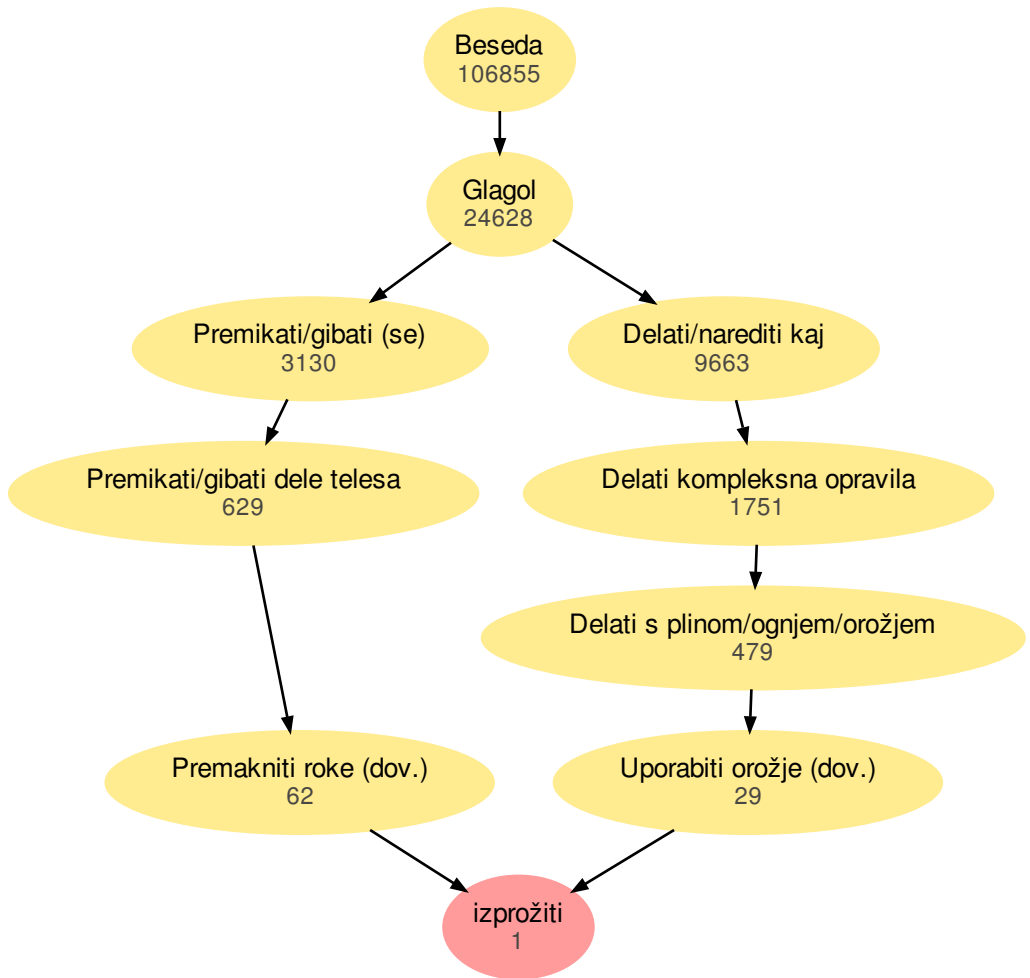 Beseda
106855
Glagol
24628
Premikati/gibati (se)
3130
Delati/narediti kaj
9663
Premikati/gibati dele telesa
629
Delati kompleksna opravila
1751
Delati s plinom/ognjem/orožjem
479
Premakniti roke (dov.)
62
Uporabiti orožje (dov.)
29
izprožiti
1